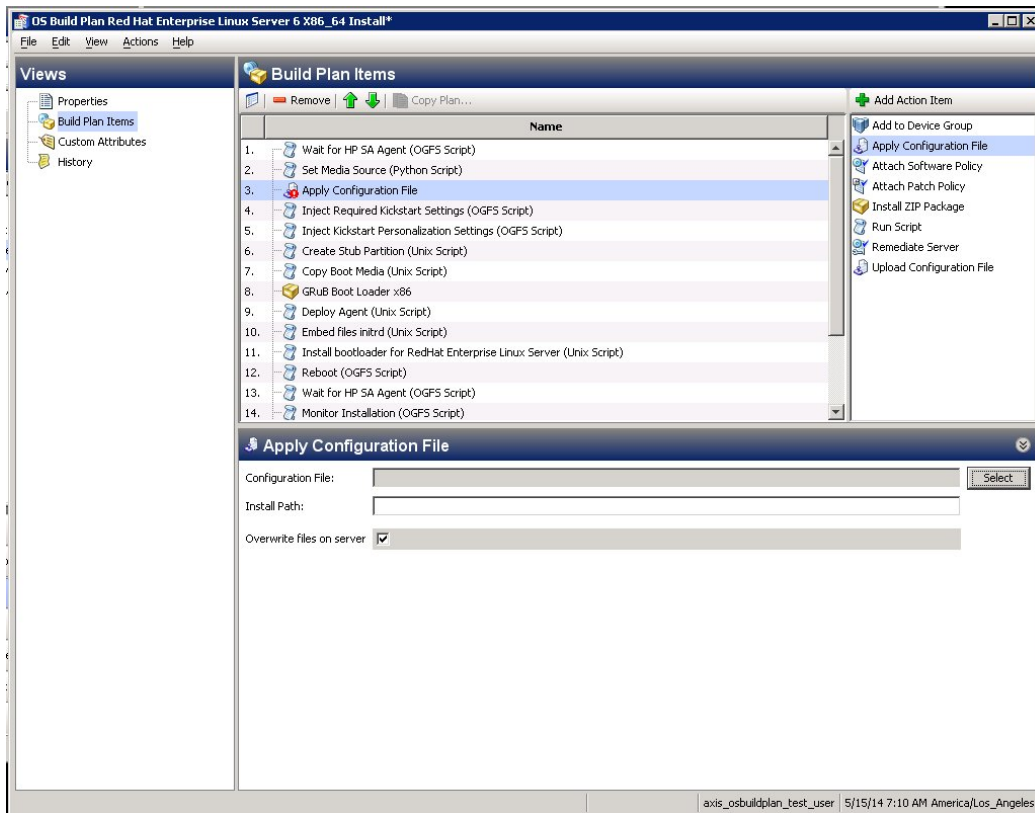 OS Build Plan Red Hat Enterprise Linux Server 6 X86_64 Install*
File Edit View Actions Help
Views
Properties
Build Plan Items
Custom Attributes
History
Build Plan Items
Remove Copy Plan...
Name
1. Wait for HP SA Agent (OGFS Script)
2. Set Media Source (Python Script)
3. Apply Configuration File
4. Inject Required Kickstart Settings (OGFS Script)
5. Inject Kickstart Personalization Settings (OGFS Script)
6. Create Stub Partition (Unix Script)
7. Copy Boot Media (Unix Script)
8. GRuB Boot Loader x86
9. Deploy Agent (Unix Script)
10. Embed files initrd (Unix Script)
11. Install bootloader for RedHat Enterprise Linux Server (Unix Script)
12. Reboot (OGFS Script)
13. Wait for HP SA Agent (OGFS Script)
14. Monitor Installation (OGFS Script)
Add Action Item
Add to Device Group
Apply Configuration File
Attach Software Policy
Attach Patch Policy
Install ZIP Package
Run Script
Remediate Server
Upload Configuration File
Apply Configuration File
Configuration File:
Select
Install Path:
Overwrite files on server
axis_osbuildplan_test_user 5/15/14 7:10 AM America/Los_Angeles